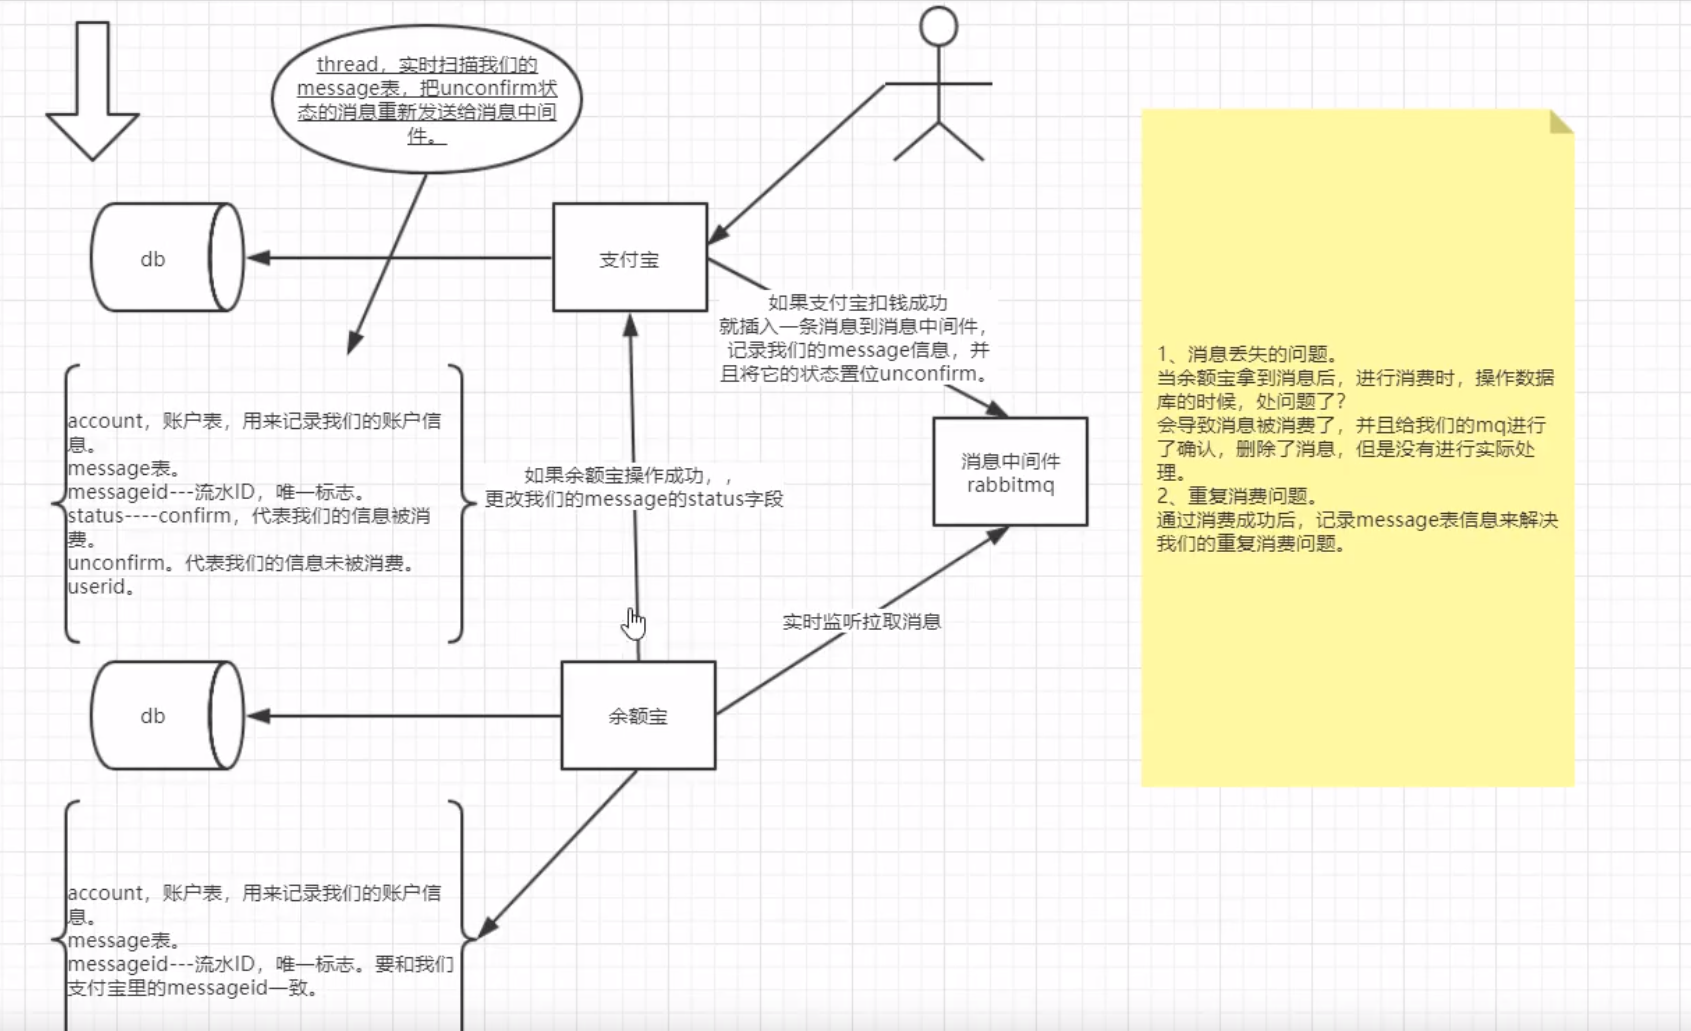 thread，实时扫描我们的
message表，把unconfirm状
态的消息重新发送给消息中间
件。
db
支付宝
如果支付宝扣钱成功
就插入一条消息到消息中间件，
记录我们的message信息，并
且将它的状态置位unconfirm。
account，账户表，用来记录我们的账户信
息。
message表。
messageid---流水ID，唯一标志。
status----confirm，代表我们的信息被消
费。
unconfirm。代表我们的信息未被消费。
userid。
如果余额宝操作成功，，
更改我们的message的status字段
消息中间件
rabbitmq
实时监听拉取消息
db
余额宝
account，账户表，用来记录我们的账户信
息。
message表。
messageid---流水ID，唯一标志。要和我们
支付宝里的messageid一致。
1、消息丢失的问题。
当余额宝拿到消息后，进行消费时，操作数据
库的时候，处问题了？
会导致消息被消费了，并且给我们的mq进行
了确认，删除了消息，但是没有进行实际处
理。
2、重复消费问题。
通过消费成功后，记录message表信息来解决
我们的重复消费问题。